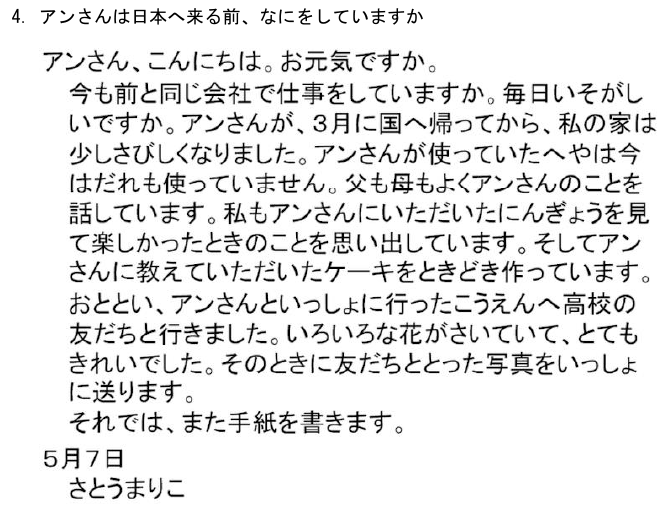 4. アンさんは日本へ来る前、なにをしていますか
アンさん、こんにちは。お元気ですか。
今も前と同じ会社で仕事をしていますか。毎日いそがし
いですか。アンさんが、3月に国へ帰ってから、私の家は
少しさびしくなりました。アンさんが使っていたへやは今
はだれも使っていません。父も母もよくアンさんのことを
話しています。私もアンさんにいただいたにんぎょうを見
て楽しかったときのことを思い出しています。そしてアン
さんに教えていただいたケーキをときどき作っています。
おととい、アンさんといっしょに行ったこうえんへ高校の
友だちと行きました。いろいろな花がさいていて、とても
きれいでした。そのときに友だちととった写真をいっしょ
に送ります。
それでは、また手紙を書きます。
5月7日
さとうまりこ